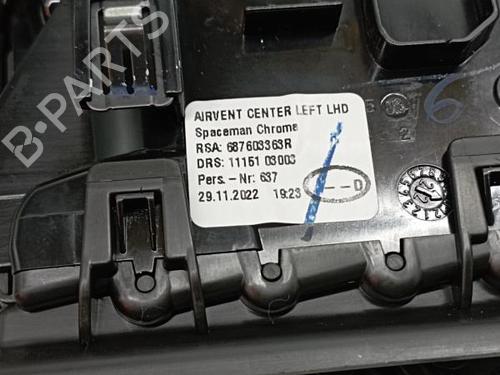 B-PARTS
AIRVENT CENTER LEFT LHD
Spaceman Chrome
RSA: 687603363R
DRS: 11151 03003
Pers. - Nr: 637
29.11.2022 19:23
--D
6
2